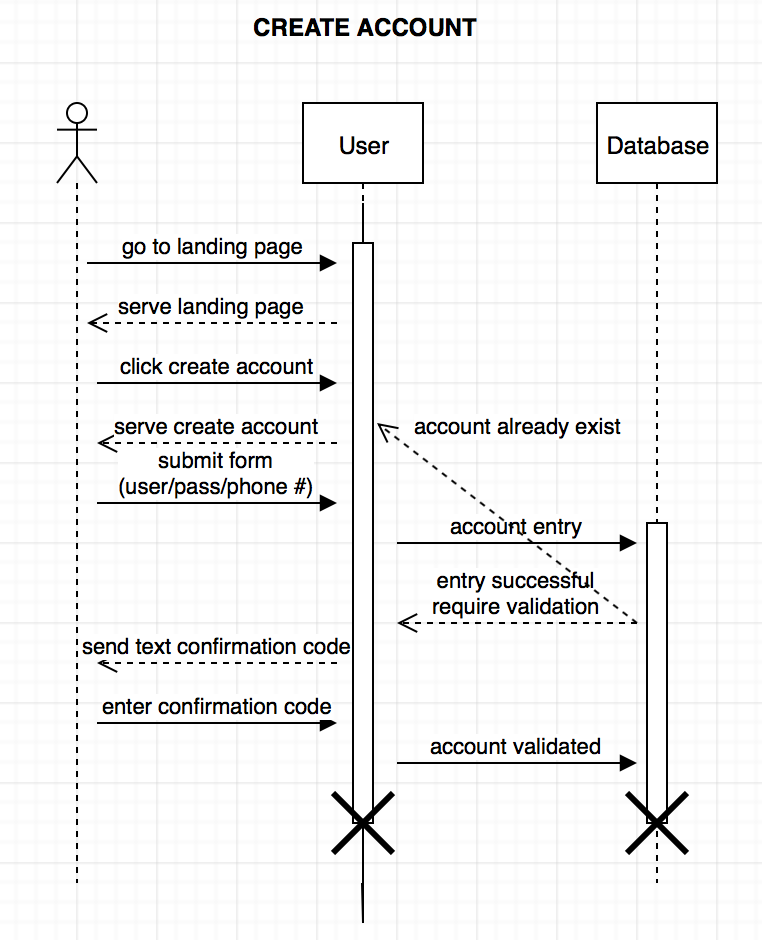 CREATE ACCOUNT
User
Database
go to landing page
serve landing page
click create account
serve create account
account already exist
submit form
(user/pass/phone #)
account entry
entry successful
require validation
send text confirmation code
enter confirmation code
account validated